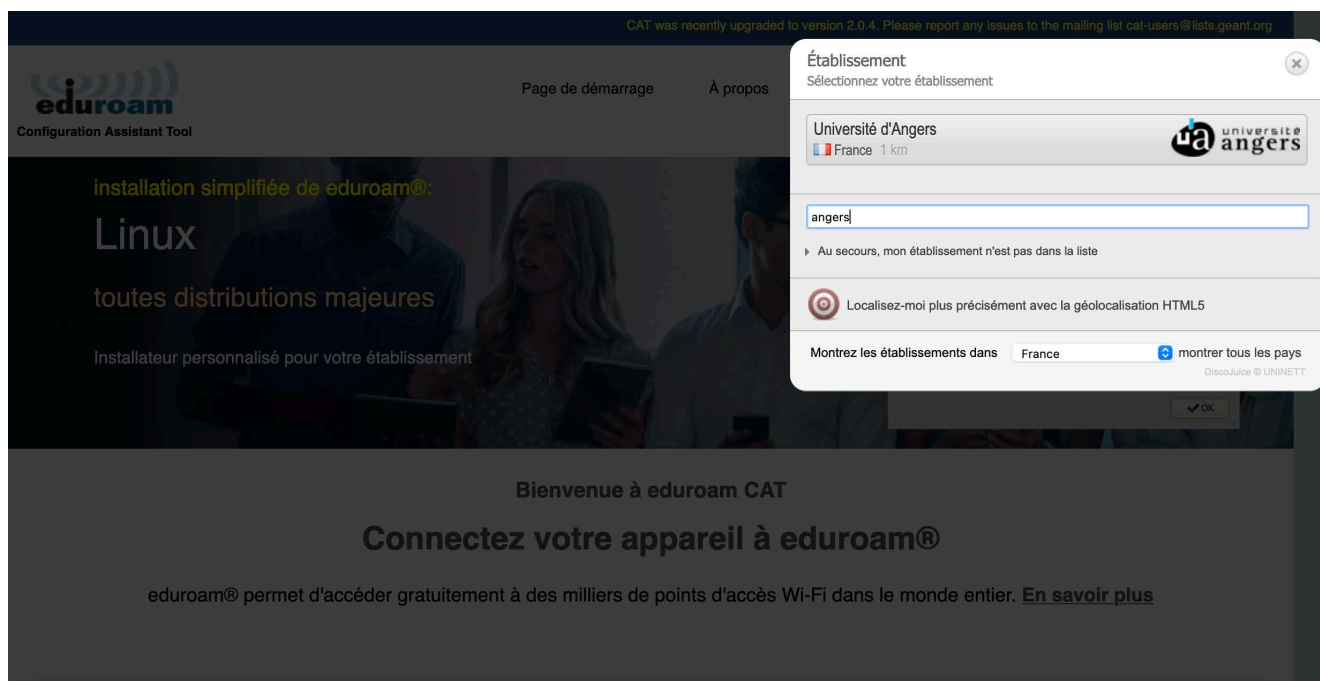 CAT was recently upgraded to version 2.0.4. Please report any issues to the mailing list cat-users@lists.geant.org
eduroam
Configuration Assistant Tool
Page de démarrage
À propos
Établissement
Sélectionnez votre établissement
Université d'Angers
France 1 km
université
angers
angers
Au secours, mon établissement n'est pas dans la liste
Localisez-moi plus précisément avec la géolocalisation HTML5
Montrez les établissements dans France montrer tous les pays
DiscoJuice © UNINETT
OK
installation simplifiée de eduroam®:
Linux
toutes distributions majeures
Installateur personnalisé pour votre établissement
Bienvenue à eduroam CAT
Connectez votre appareil à eduroam®
eduroam® permet d'accéder gratuitement à des milliers de points d'accès Wi-Fi dans le monde entier. En savoir plus